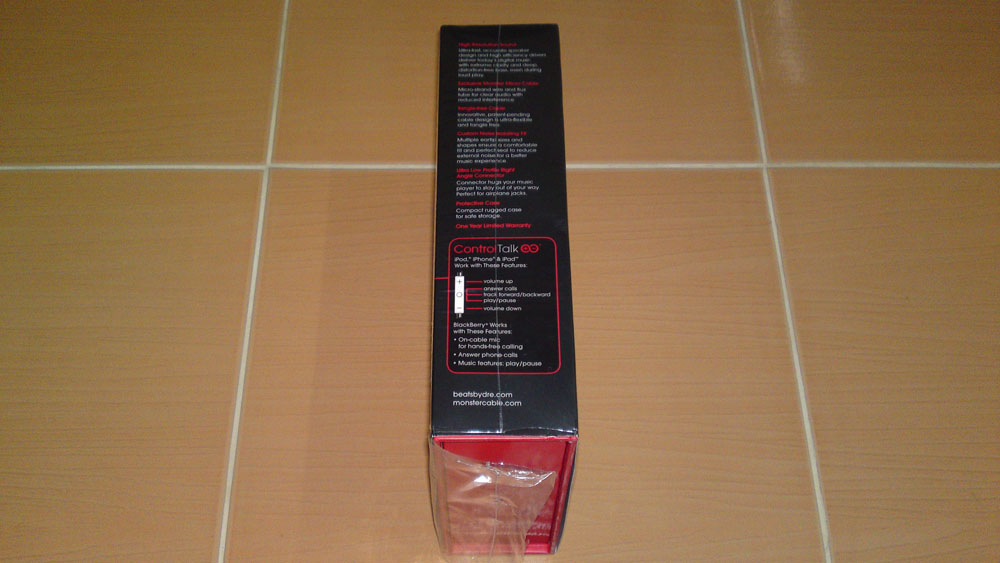 High Resolution Sound
Ultra-fast, accurate speaker
design and high efficiency drivers
deliver today's digital music
with extreme clarity and deep,
distortion-free bass, even during
loud play.
Exclusive Monster Micro Cable
Micro-strand wire and flux
tube for clear audio with
reduced interference.
Tangle-free Cable
Innovative, patent-pending
cable design is ultra-flexible
and tangle free.
Custom Noise Isolating Fit
Multiple eartip sizes and
shapes ensure a comfortable
fit and perfect seal to reduce
external noise for a better
music experience.
Ultra Low Profile Right
Angle Connector
Connector hugs your music
player to stay out of your way
Perfect for airplane jacks.
Protective Case
Compact rugged case
for safe storage.
One Year Limited Warranty
ControlTalk
iPod,® iPhone® & iPad™
Work with These Features:
+ volume up
answer calls
track forward/backward
play/pause
− volume down
BlackBerry® Works
with These Features:
• On-cable mic
for hands-free calling
• Answer phone calls
• Music features: play/pause
beatsbydre.com
monstercable.com